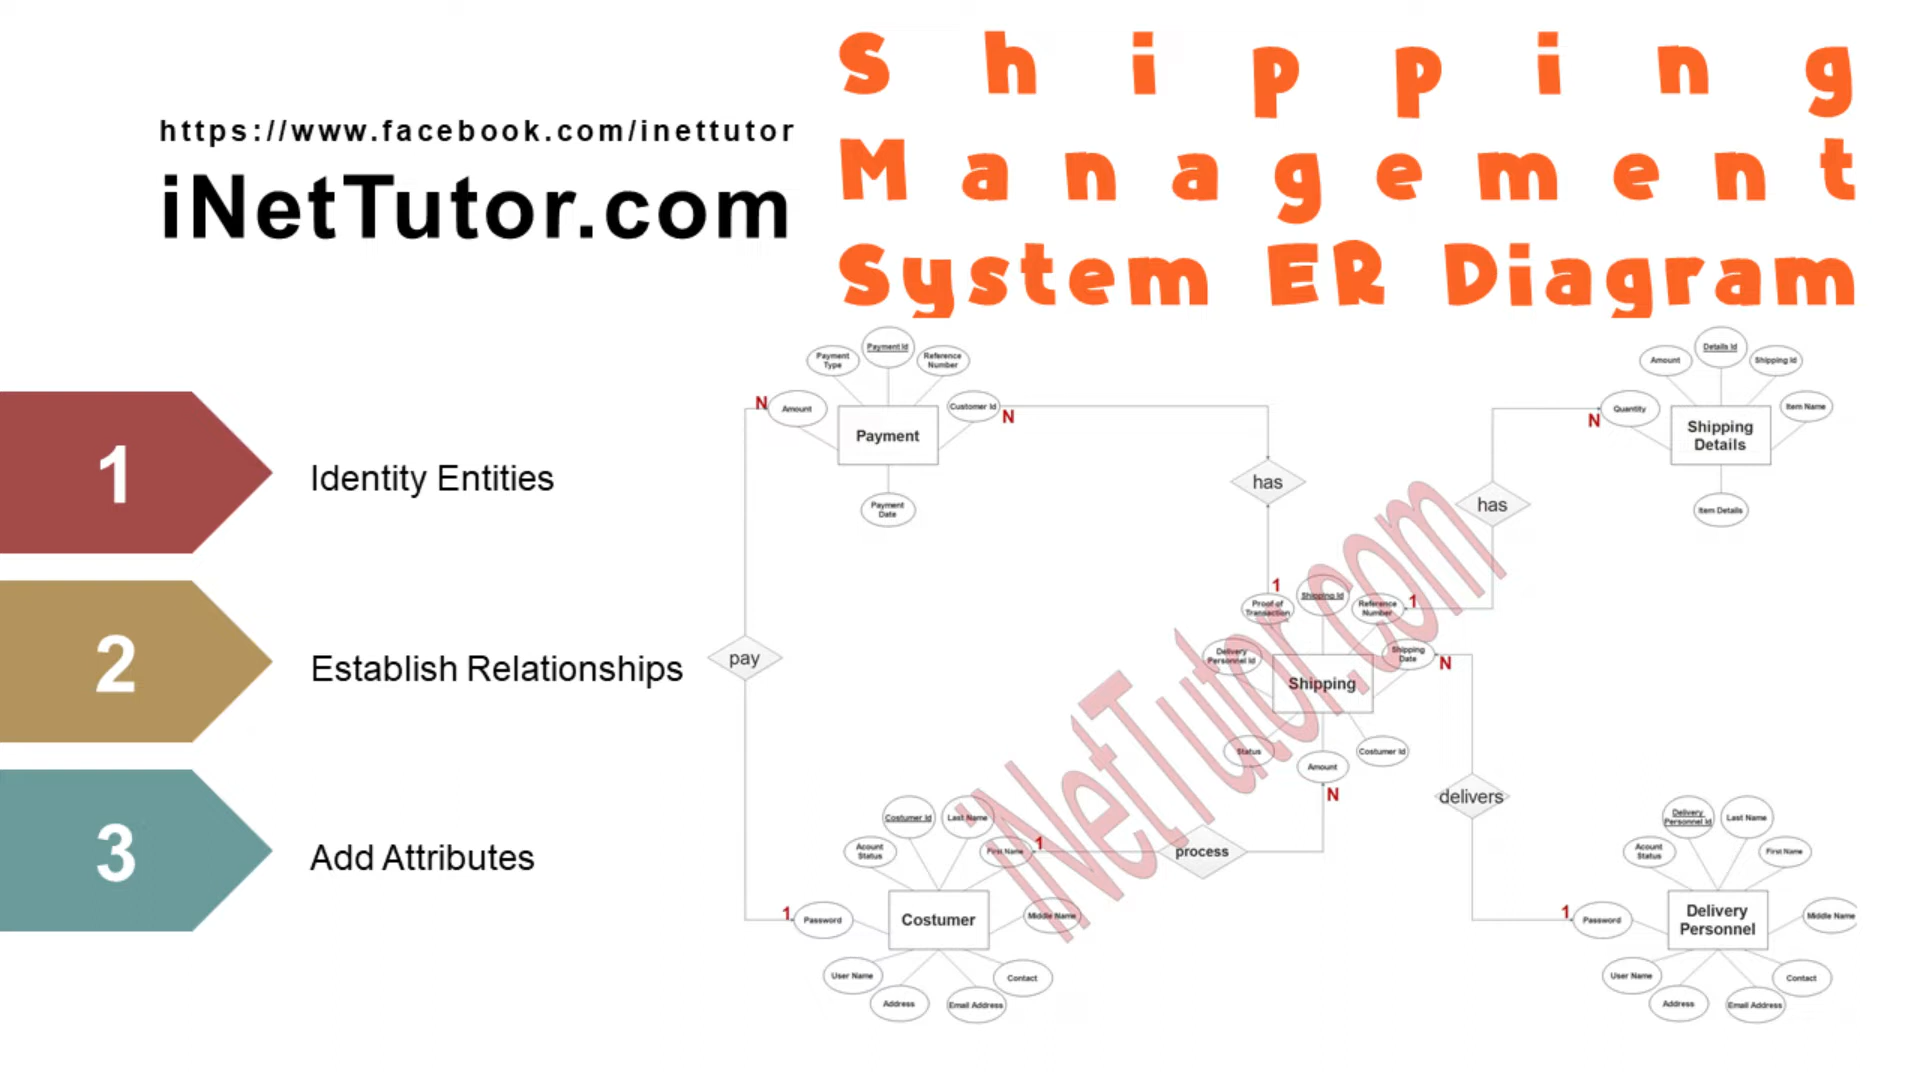 https://www.facebook.com/inettutor
iNetTutor.com
Shipping
Management
System ER Diagram
1
Identity Entities
2
Establish Relationships
3
Add Attributes
Payment
Type
Payment Id
Reference
Number
N
Amount
Customer Id
N
Payment
Payment
Date
has
1
pay
Amount
Details Id
Shipping Id
N
Quantity
Item Name
Shipping
Details
Item Details
has
1
Proof of
Transaction
Shipping Id
Reference
Number
Delivery
Personnel Id
Shipping
Date
N
Shipping
Status
Amount
Costumer Id
N
delivers
process
1
Acount
Status
Costumer Id
Last Name
First Name
1
Password
Costumer
Middle Name
User Name
Address
Email Address
Contact
Acount
Status
Delivery
Personnel Id
Last Name
First Name
1
Password
Delivery
Personnel
Middle Name
User Name
Address
Email Address
Contact
iNetTutor.com